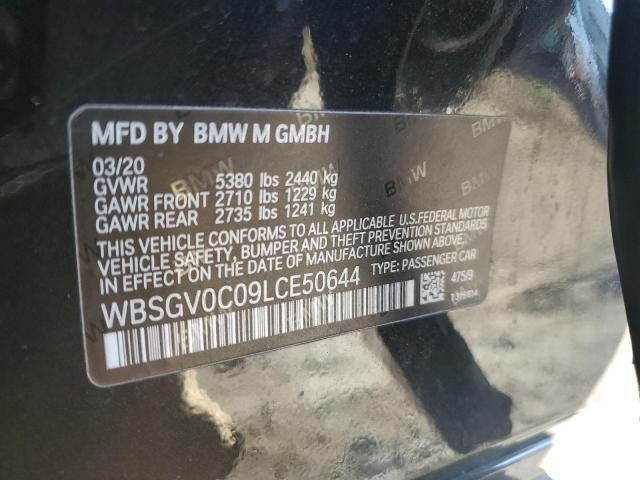 MFD BY BMW M GMBH
03/20
GVWR 5380 lbs 2440 kg
GAWR FRONT 2710 lbs 1229 kg
GAWR REAR 2735 lbs 1241 kg
THIS VEHICLE CONFORMS TO ALL APPLICABLE U.S.FEDERAL MOTOR
VEHICLE SAFETY, BUMPER AND THEFT PREVENTION STANDARDS
IN EFFECT ON THE DATE OF MANUFACTURE SHOWN ABOVE.
WBSGV0C09LCE50644 TYPE: PASSENGER CAR
475/9